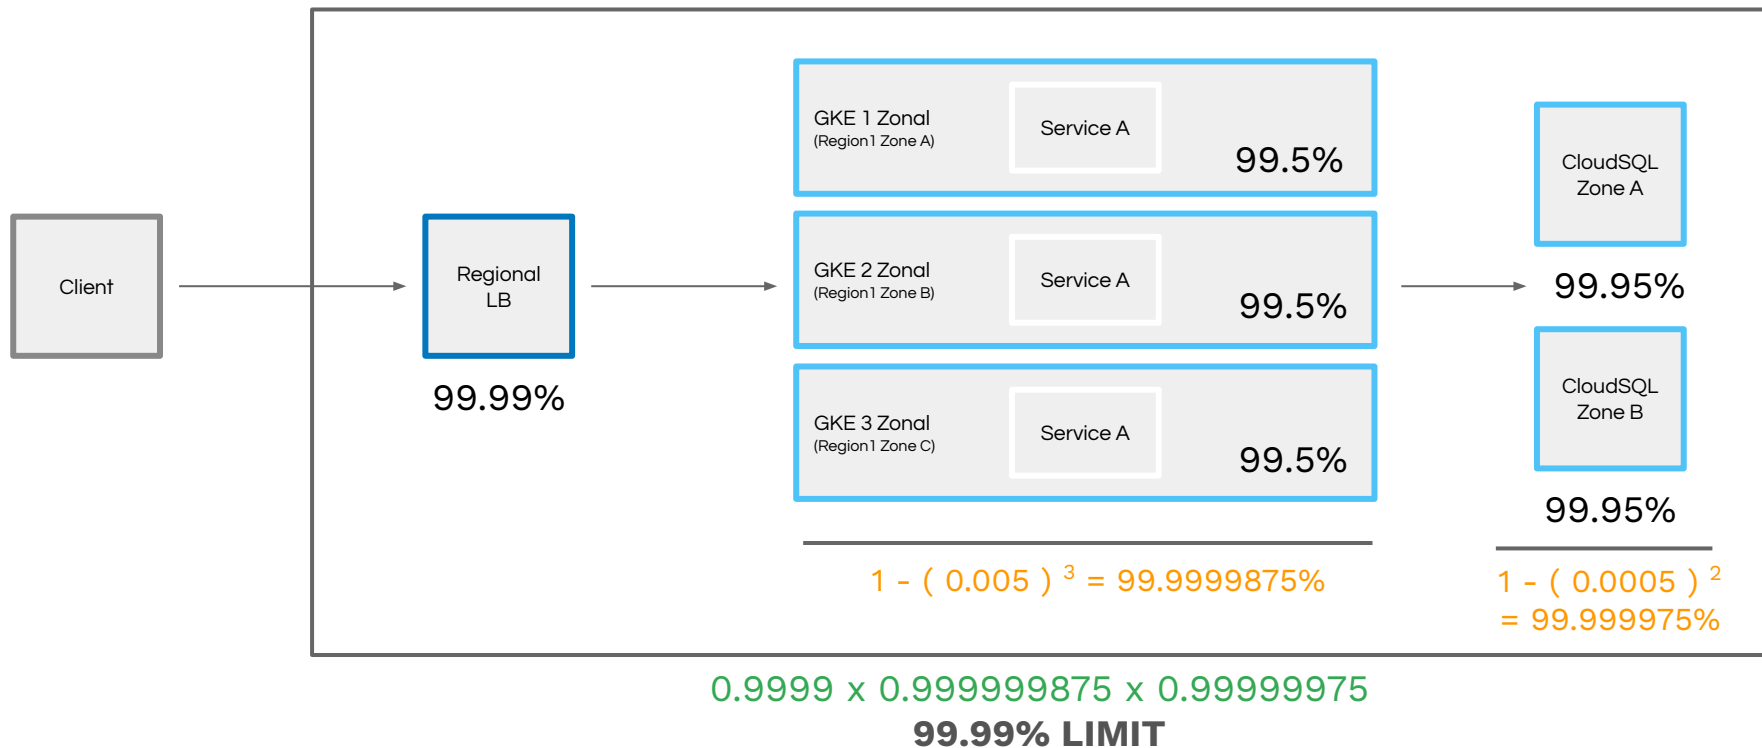 Client
Regional
LB
99.99%
GKE 1 Zonal
(Region1 Zone A)
Service A
99.5%
GKE 2 Zonal
(Region1 Zone B)
Service A
99.5%
GKE 3 Zonal
(Region1 Zone C)
Service A
99.5%
1 - ( 0.005 ) ³ = 99.9999875%
CloudSQL
Zone A
99.95%
CloudSQL
Zone B
99.95%
1 - ( 0.0005 ) ²
= 99.999975%
0.9999 x 0.999999875 x 0.99999975
99.99% LIMIT